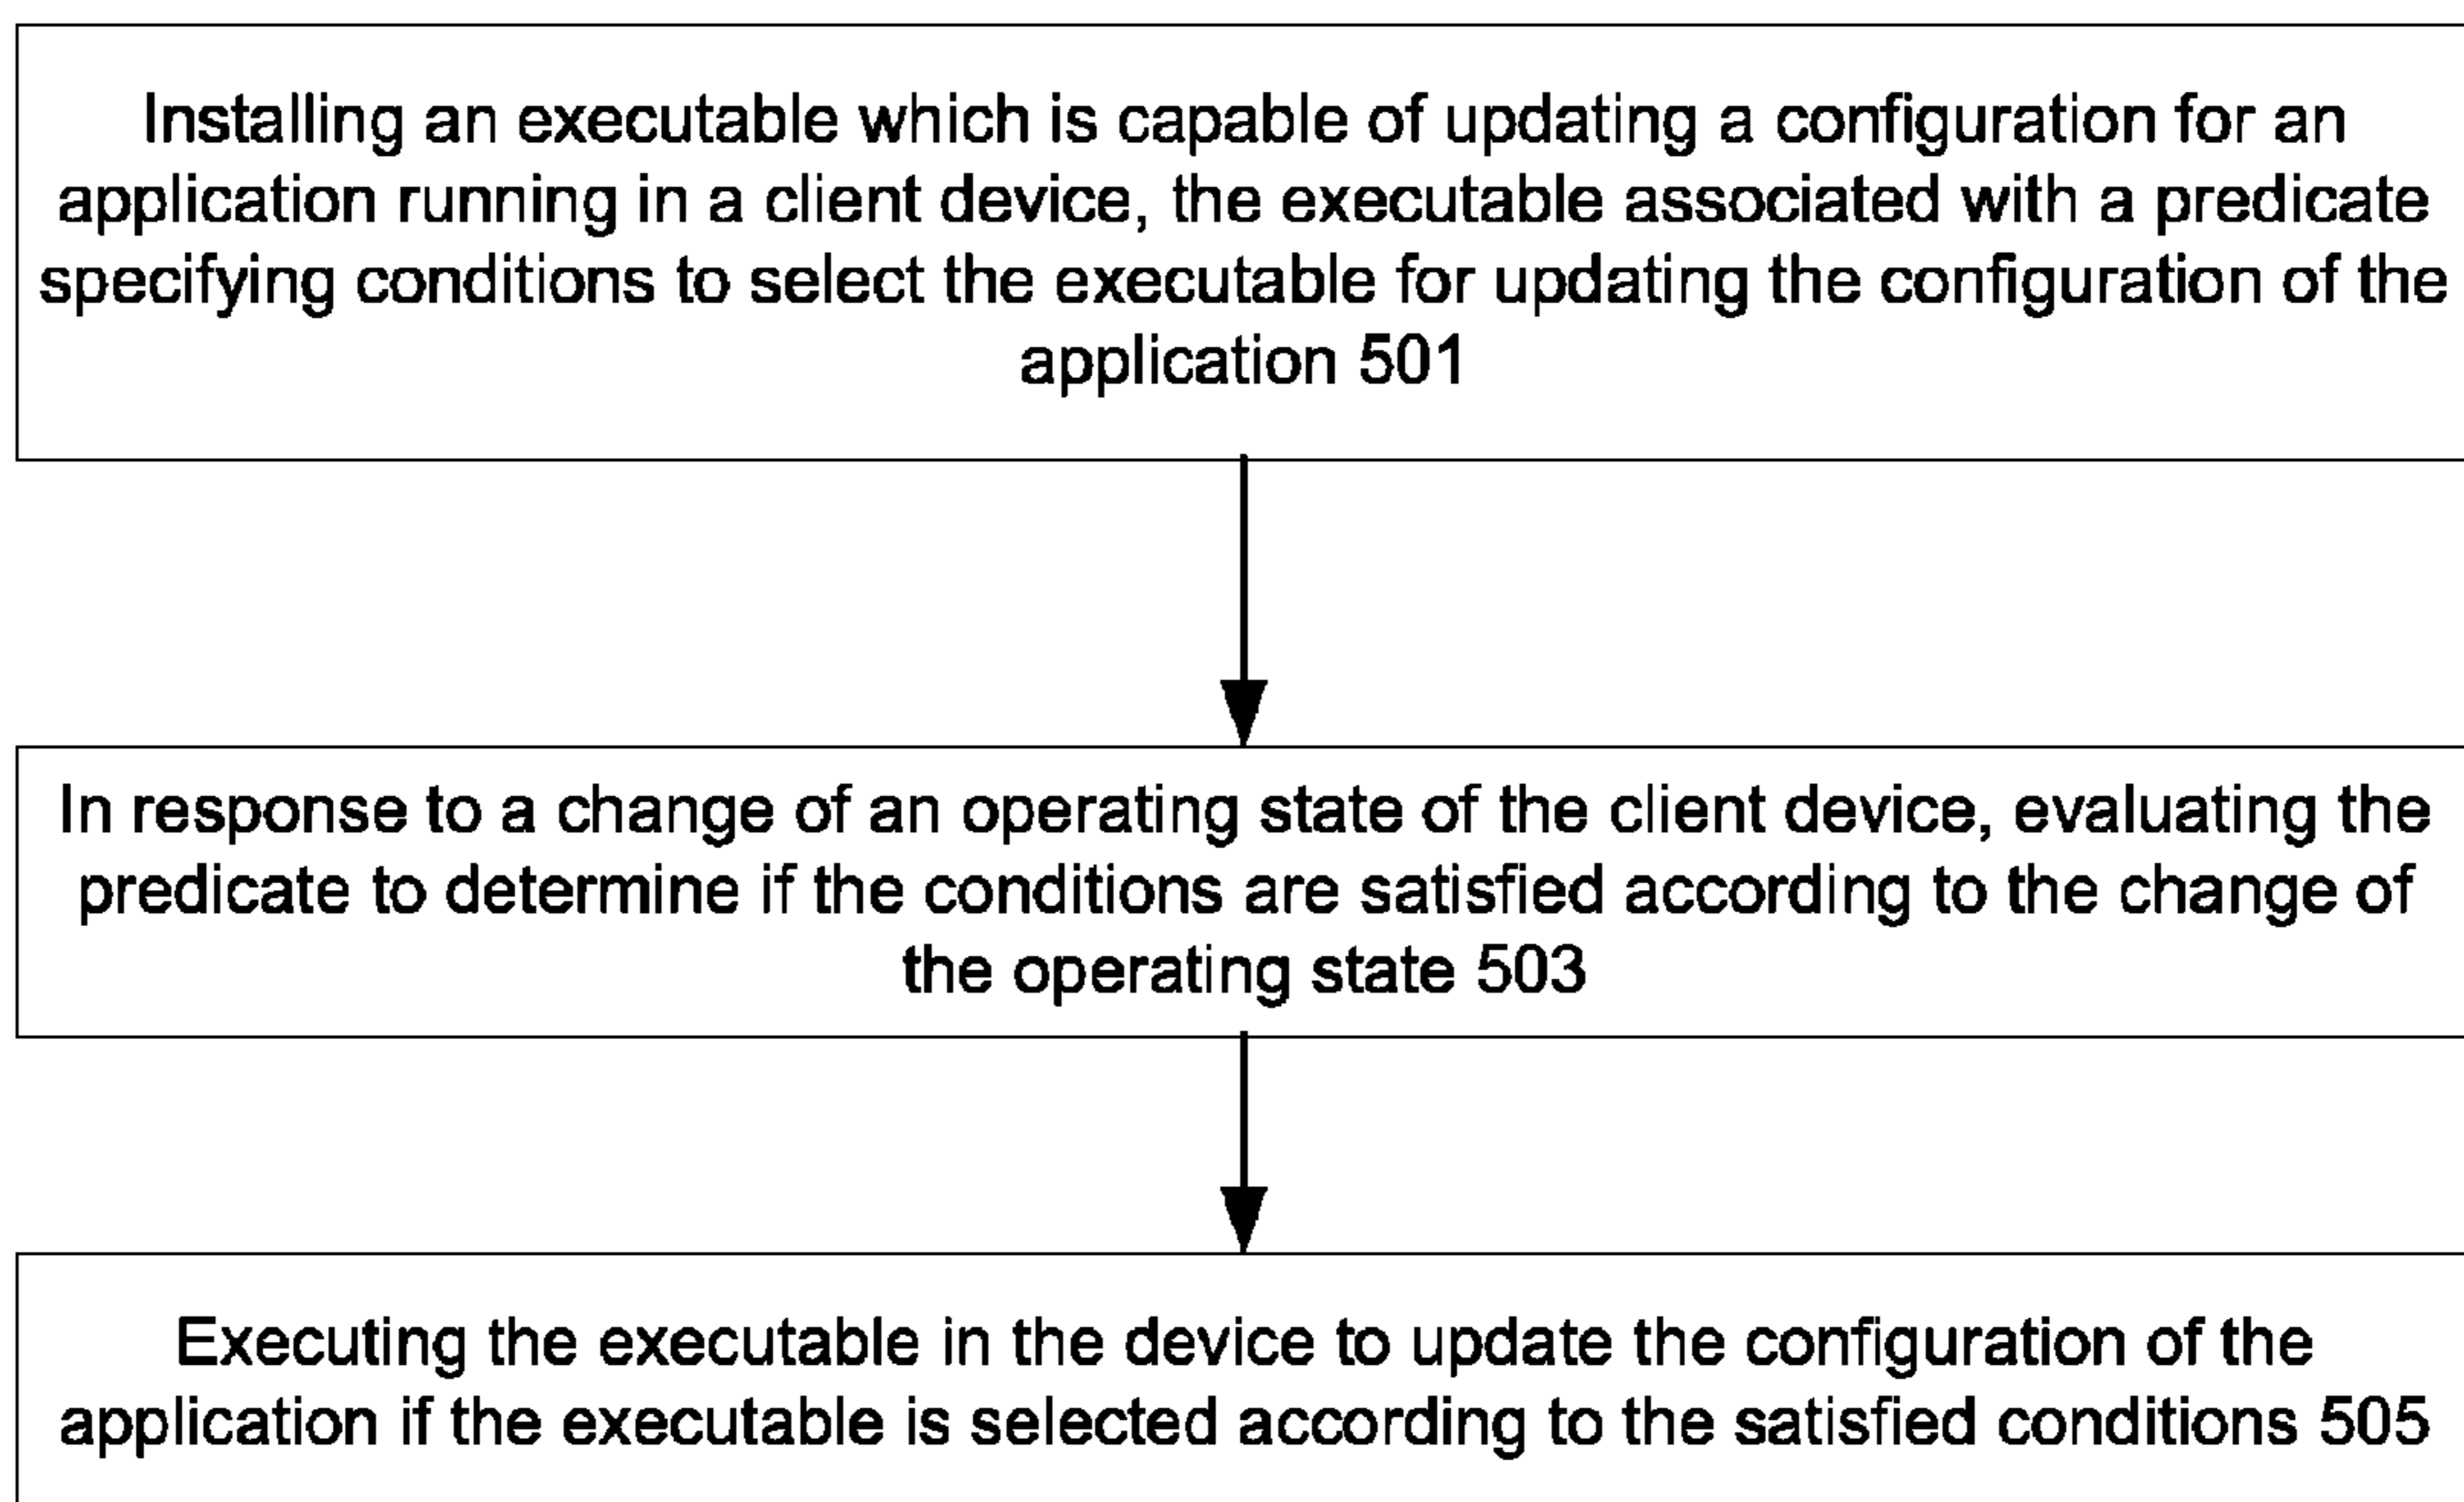 Installing an executable which is capable of updating a configuration for an
application running in a client device, the executable associated with a predicate
specifying conditions to select the executable for updating the configuration of the
application 501
In response to a change of an operating state of the client device, evaluating the
predicate to determine if the conditions are satisfied according to the change of
the operating state 503
Executing the executable in the device to update the configuration of the
application if the executable is selected according to the satisfied conditions 505